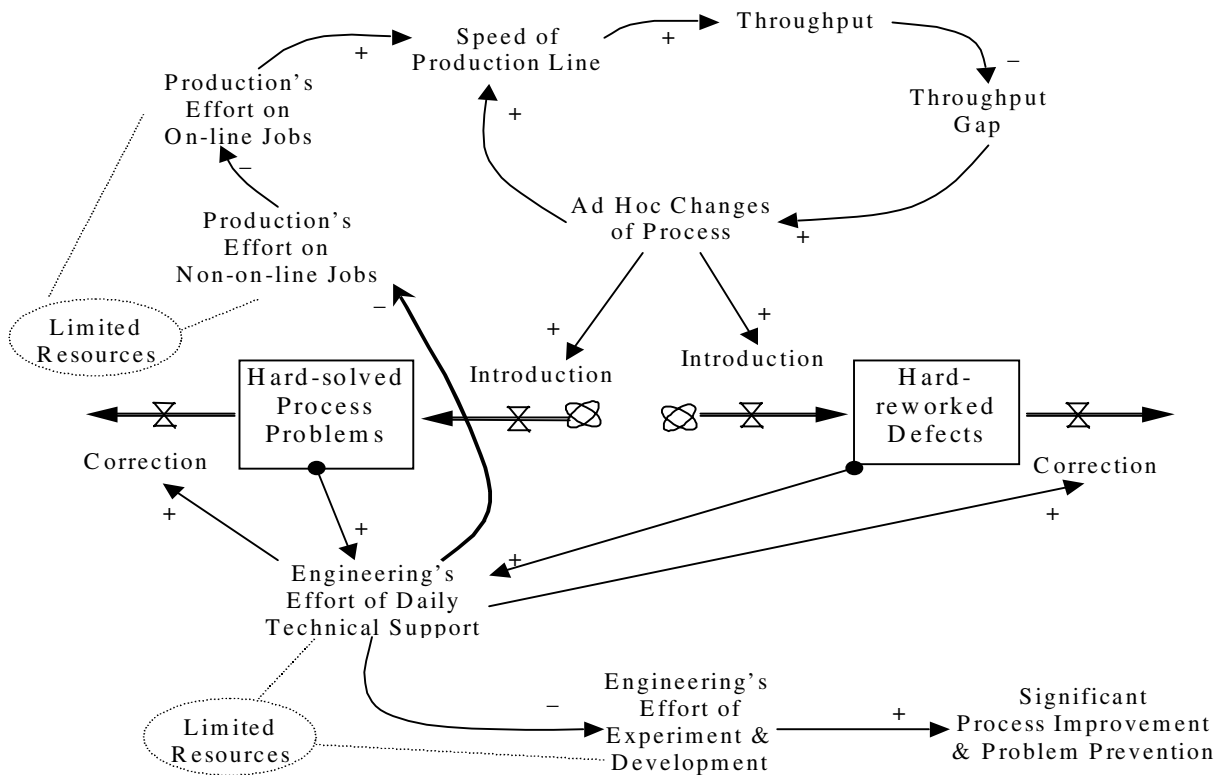 Speed of
Production Line
+
+
Throughput
–
Throughput
Gap
Production's
Effort on
On-line Jobs
+
–
Production's
Effort on
Non-on-line Jobs
Ad Hoc Changes
of Process
+
–
+
+
Limited
Resources
Introduction
Introduction
Hard-solved
Process
Problems
Hard-
reworked
Defects
Correction
Correction
+
+
+
+
Engineering's
Effort of Daily
Technical Support
Limited
Resources
–
Engineering's
Effort of
Experiment &
Development
+
Significant
Process Improvement
& Problem Prevention